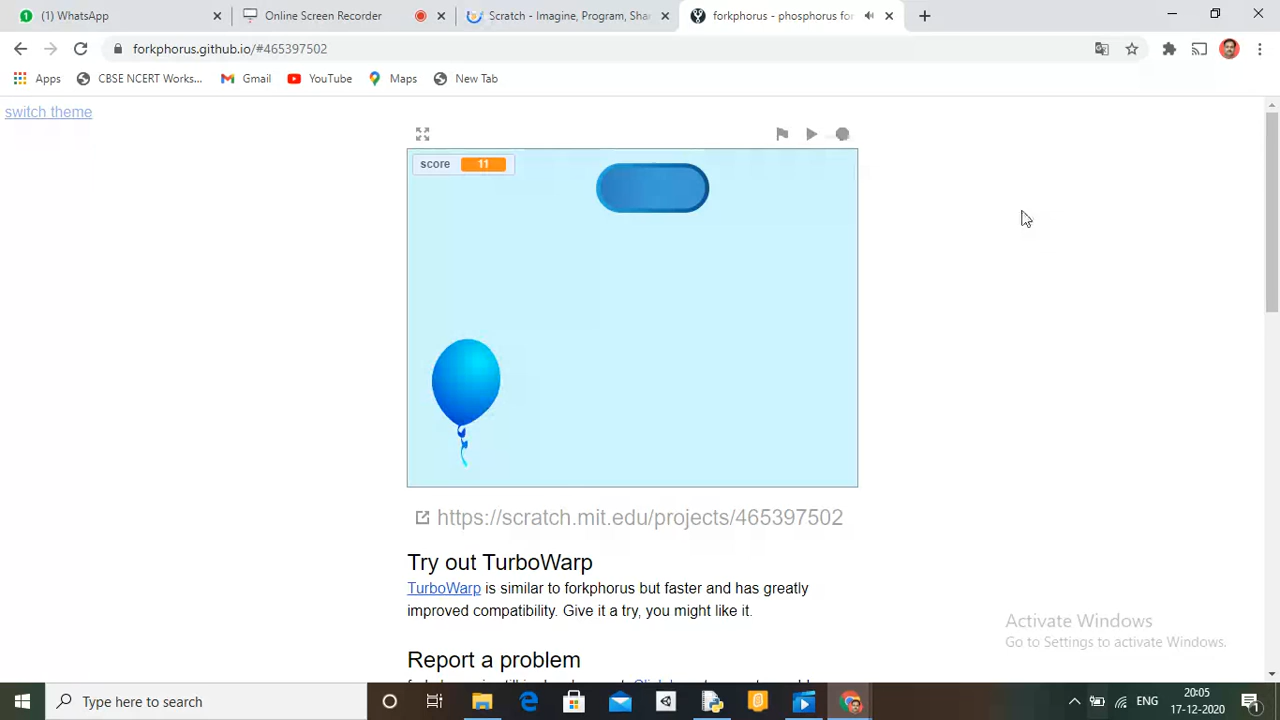 (1) WhatsApp
Online Screen Recorder
Scratch - Imagine, Program, Shar
forkphorus - phosphorus for
forkphorus.github.io/#465397502
Apps
CBSE NCERT Works...
Gmail
YouTube
Maps
New Tab
switch theme
score 11
https://scratch.mit.edu/projects/465397502
Try out TurboWarp
TurboWarp is similar to forkphorus but faster and has greatly
improved compatibility. Give it a try, you might like it.
Report a problem
Activate Windows
Go to Settings to activate Windows.
Type here to search
ENG
20:05
17-12-2020
1